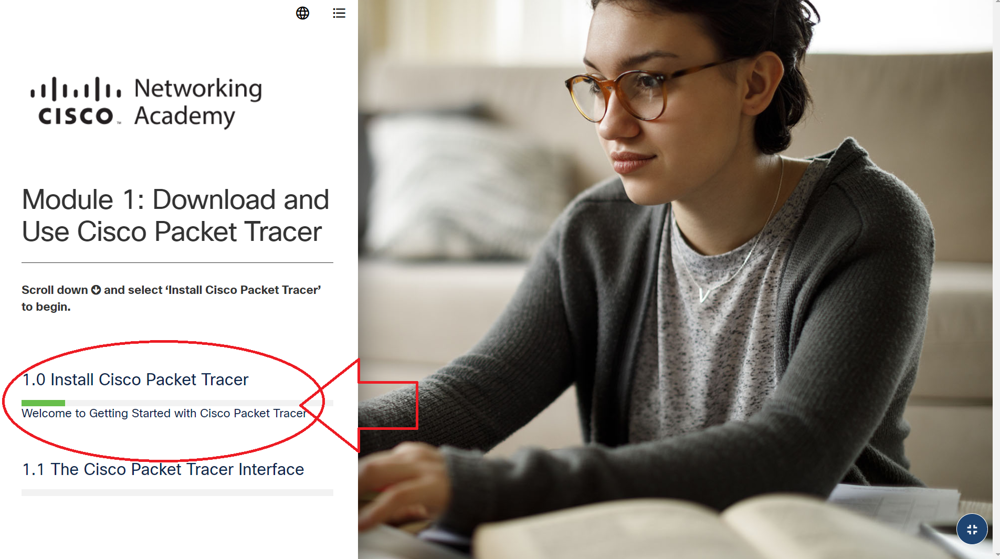 Networking
CISCO™ Academy
Module 1: Download and
Use Cisco Packet Tracer
Scroll down and select ‘Install Cisco Packet Tracer’
to begin.
1.0 Install Cisco Packet Tracer
Welcome to Getting Started with Cisco Packet Tracer
1.1 The Cisco Packet Tracer Interface